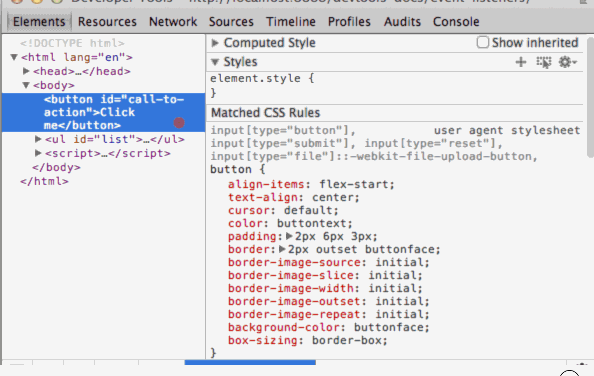 Developer Tools - http://localhost:8000/devtools-docs/event-listeners/
Elements Resources Network Sources Timeline Profiles Audits Console
<!DOCTYPE html>
▼<html lang="en">
▶<head>…</head>
▼<body>
<button id="call-to-
action">Click
me</button>
▶<ul id="list">…</ul>
▶<script>…</script>
</body>
</html>
▶ Computed Style Show inherited
▼ Styles
element.style {
}
Matched CSS Rules
input[type="button"], user agent stylesheet
input[type="submit"], input[type="reset"],
input[type="file"]::-webkit-file-upload-button,
button {
align-items: flex-start;
text-align: center;
cursor: default;
color: buttontext;
padding:▶2px 6px 3px;
border:▶2px outset buttonface;
border-image-source: initial;
border-image-slice: initial;
border-image-width: initial;
border-image-outset: initial;
border-image-repeat: initial;
background-color: buttonface;
box-sizing: border-box;
}